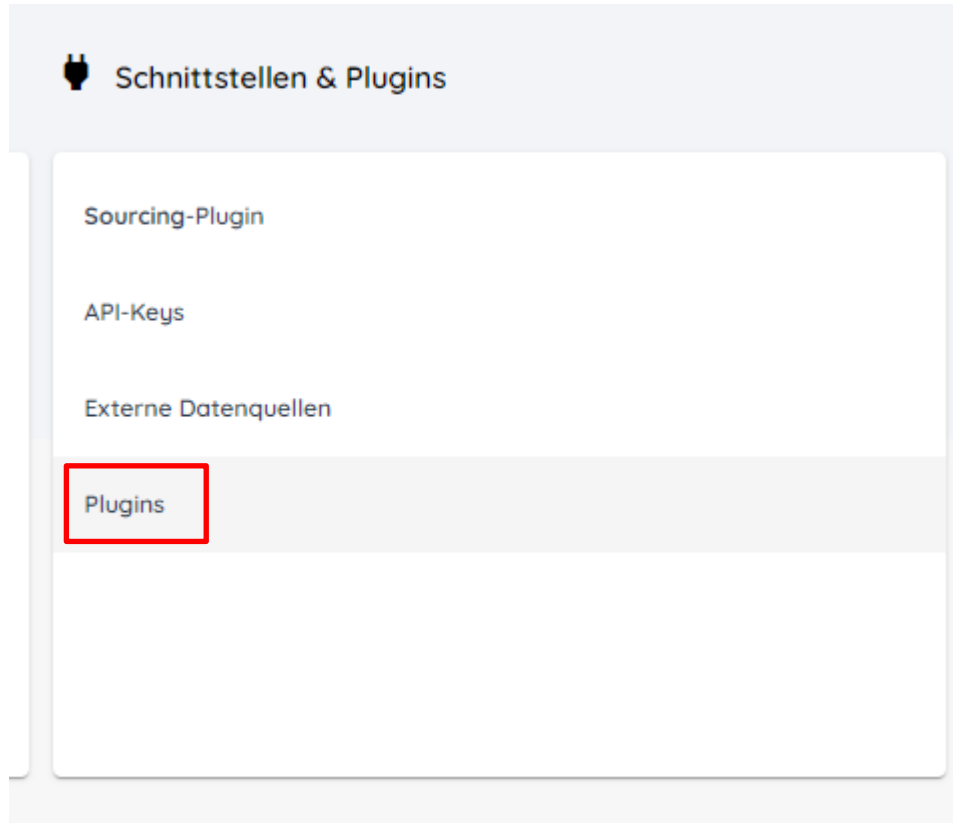 Schnittstellen & Plugins
Sourcing-Plugin
API-Keys
Externe Datenquellen
Plugins